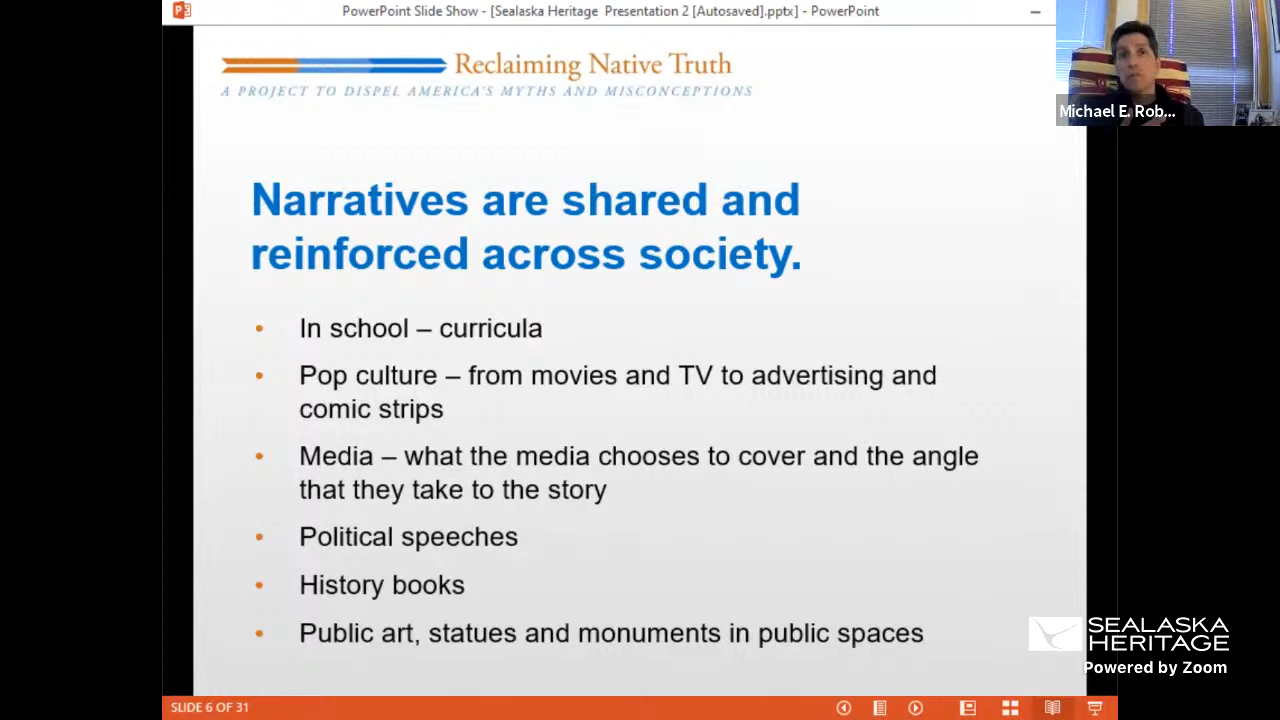 PowerPoint Slide Show - [Sealaska Heritage Presentation 2 [Autosaved].pptx] - PowerPoint
Michael E. Rob...
Reclaiming Native Truth
A PROJECT TO DISPEL AMERICA'S MYTHS AND MISCONCEPTIONS
Narratives are shared and
reinforced across society.
• In school – curricula
• Pop culture – from movies and TV to advertising and
comic strips
• Media – what the media chooses to cover and the angle
that they take to the story
• Political speeches
• History books
• Public art, statues and monuments in public spaces
SEALASKA
HERITAGE
Powered by Zoom
SLIDE 6 OF 31